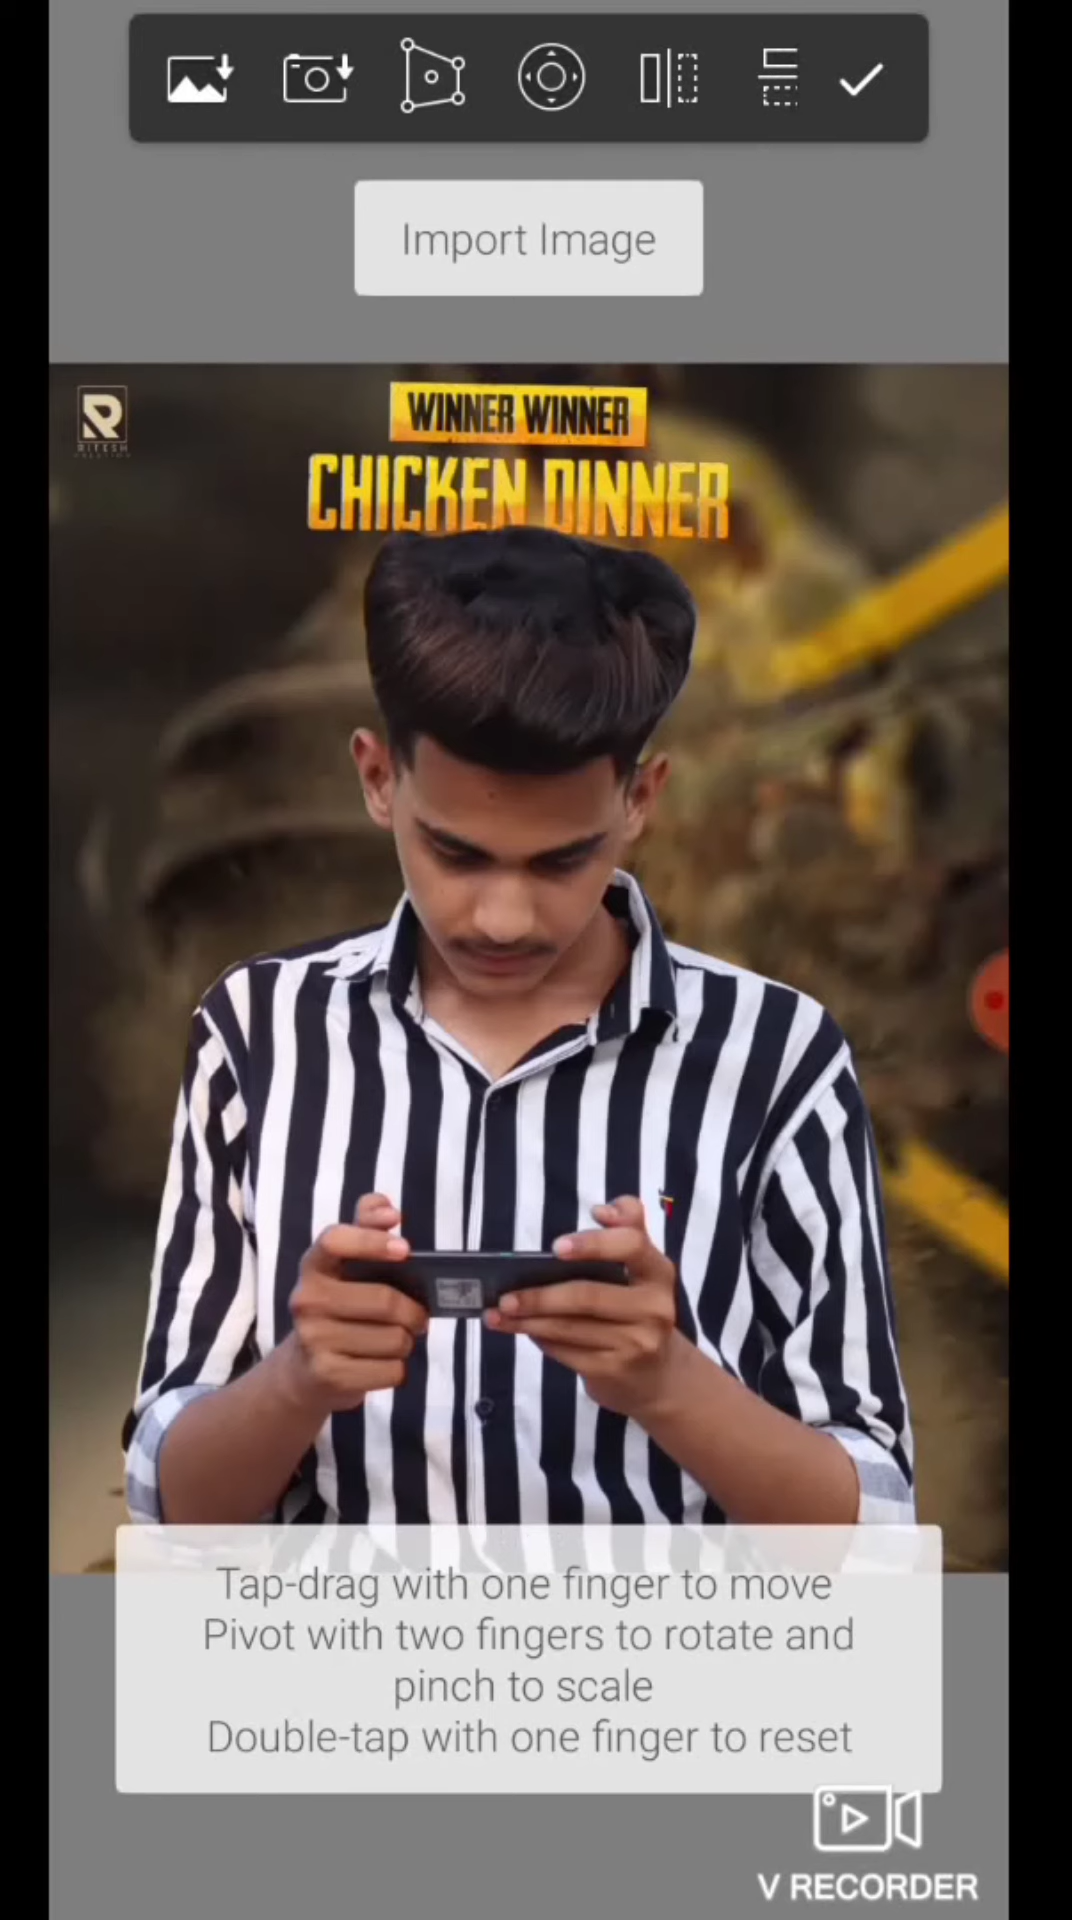 Import Image
WINNER WINNER
CHICKEN DINNER
R
RITESH
Tap-drag with one finger to move
Pivot with two fingers to rotate and
pinch to scale
Double-tap with one finger to reset
V RECORDER